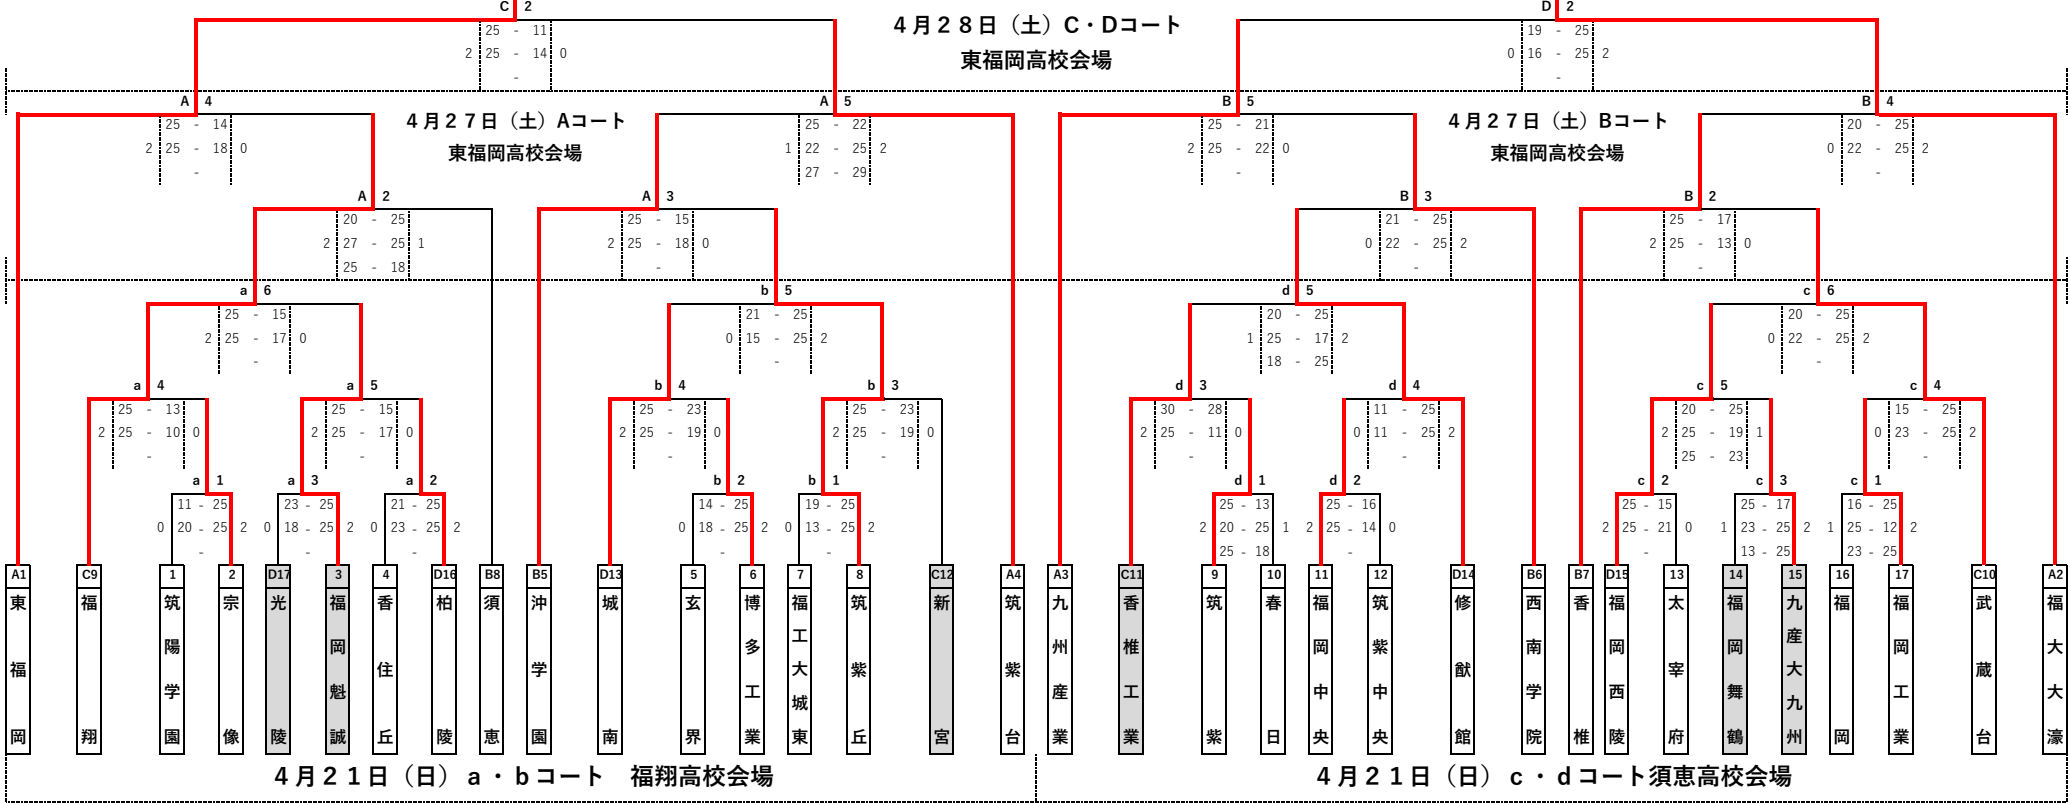 C 2 D 2
25 - 11 19 - 25
2 25 - 14 0 0 16 - 25 2
- -
4月28日（土）C・Dコート
東福岡高校会場
A 4 A 5 B 5 B 4
25 - 14 25 - 22 25 - 21 20 - 25
2 25 - 18 0 1 22 - 25 2 2 25 - 22 0 0 22 - 25 2
- 27 - 29 - -
4月27日（土）Aコート 4月27日（土）Bコート
東福岡高校会場 東福岡高校会場
A 2 A 3 B 3 B 2
20 - 25 25 - 15 21 - 25 25 - 17
2 27 - 25 1 2 25 - 18 0 0 22 - 25 2 2 25 - 13 0
25 - 18 - - -
a 6 b 5 d 5 c 6
25 - 15 21 - 25 20 - 25 20 - 25
2 25 - 17 0 0 15 - 25 2 1 25 - 17 2 0 22 - 25 2
- - 18 - 25 -
a 4 a 5 b 4 b 3 d 3 d 4 c 5 c 4
25 - 13 25 - 15 25 - 23 25 - 23 30 - 28 11 - 25 20 - 25 15 - 25
2 25 - 10 0 2 25 - 17 0 2 25 - 19 0 2 25 - 19 0 2 25 - 11 0 0 11 - 25 2 2 25 - 19 1 0 23 - 25 2
- - - - - - 25 - 23 -
a 1 a 3 a 2 b 2 b 1 d 1 d 2 c 2 c 3 c 1
11 - 25 23 - 25 21 - 25 14 - 25 19 - 25 25 - 13 25 - 16 25 - 15 25 - 17 16 - 25
0 20 - 25 2 0 18 - 25 2 0 23 - 25 2 0 18 - 25 2 0 13 - 25 2 2 20 - 25 1 2 25 - 14 0 2 25 - 21 0 1 23 - 25 2 1 25 - 12 2
- - - - - 25 - 18 - - 13 - 25 23 - 25
A1 C9 1 2 D17 3 4 D16 B8 B5 D13 5 6 7 8 C12 A4 A3 C11 9 10 11 12 D14 B6 B7 D15 13 14 15 16 17 C10 A2
東福岡
福翔
筑陽学園
宗像
光陵
福岡魁誠
香住丘
柏陵
須恵
沖学園
城南
玄界
博多工業
福工大城東
筑紫丘
新宮
筑紫台
九州産業
香椎工業
筑紫
春日
福岡中央
筑紫中央
修猷館
西南学院
香椎
福岡西陵
太宰府
福岡舞鶴
九産大九州
福岡
福岡工業
武蔵台
福大大濠
4月21日（日）a・bコート　福翔高校会場
4月21日（日）c・dコート須恵高校会場